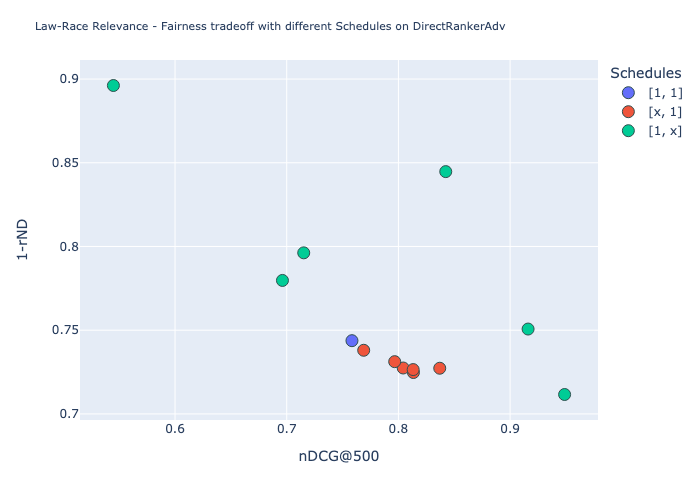 Law-Race Relevance - Fairness tradeoff with different Schedules on DirectRankerAdv
Schedules
[1, 1]
[x, 1]
[1, x]
1-rND
0.9
0.85
0.8
0.75
0.7
0.6
0.7
0.8
0.9
nDCG@500